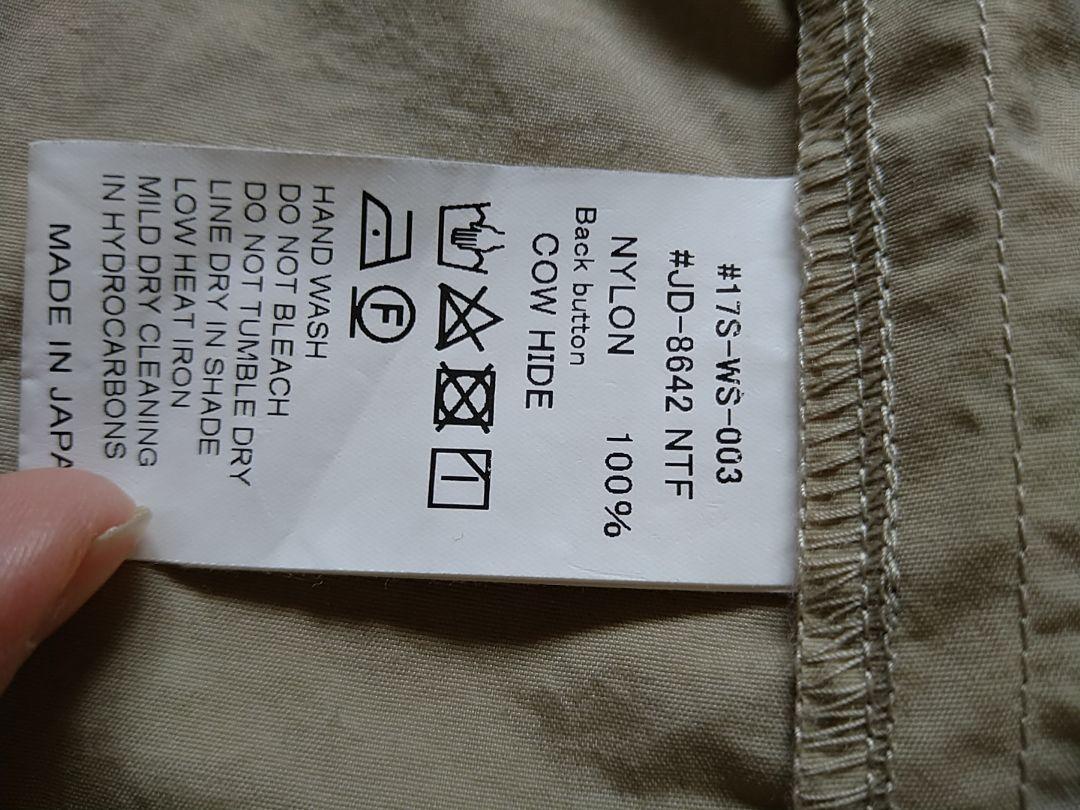 #17S-WS-003
#JD-8642 NTF
NYLON 100%
Back button
COW HIDE
F
HAND WASH
DO NOT BLEACH
DO NOT TUMBLE DRY
LINE DRY IN SHADE
LOW HEAT IRON
MILD DRY CLEANING
IN HYDROCARBONS
MADE IN JAPA